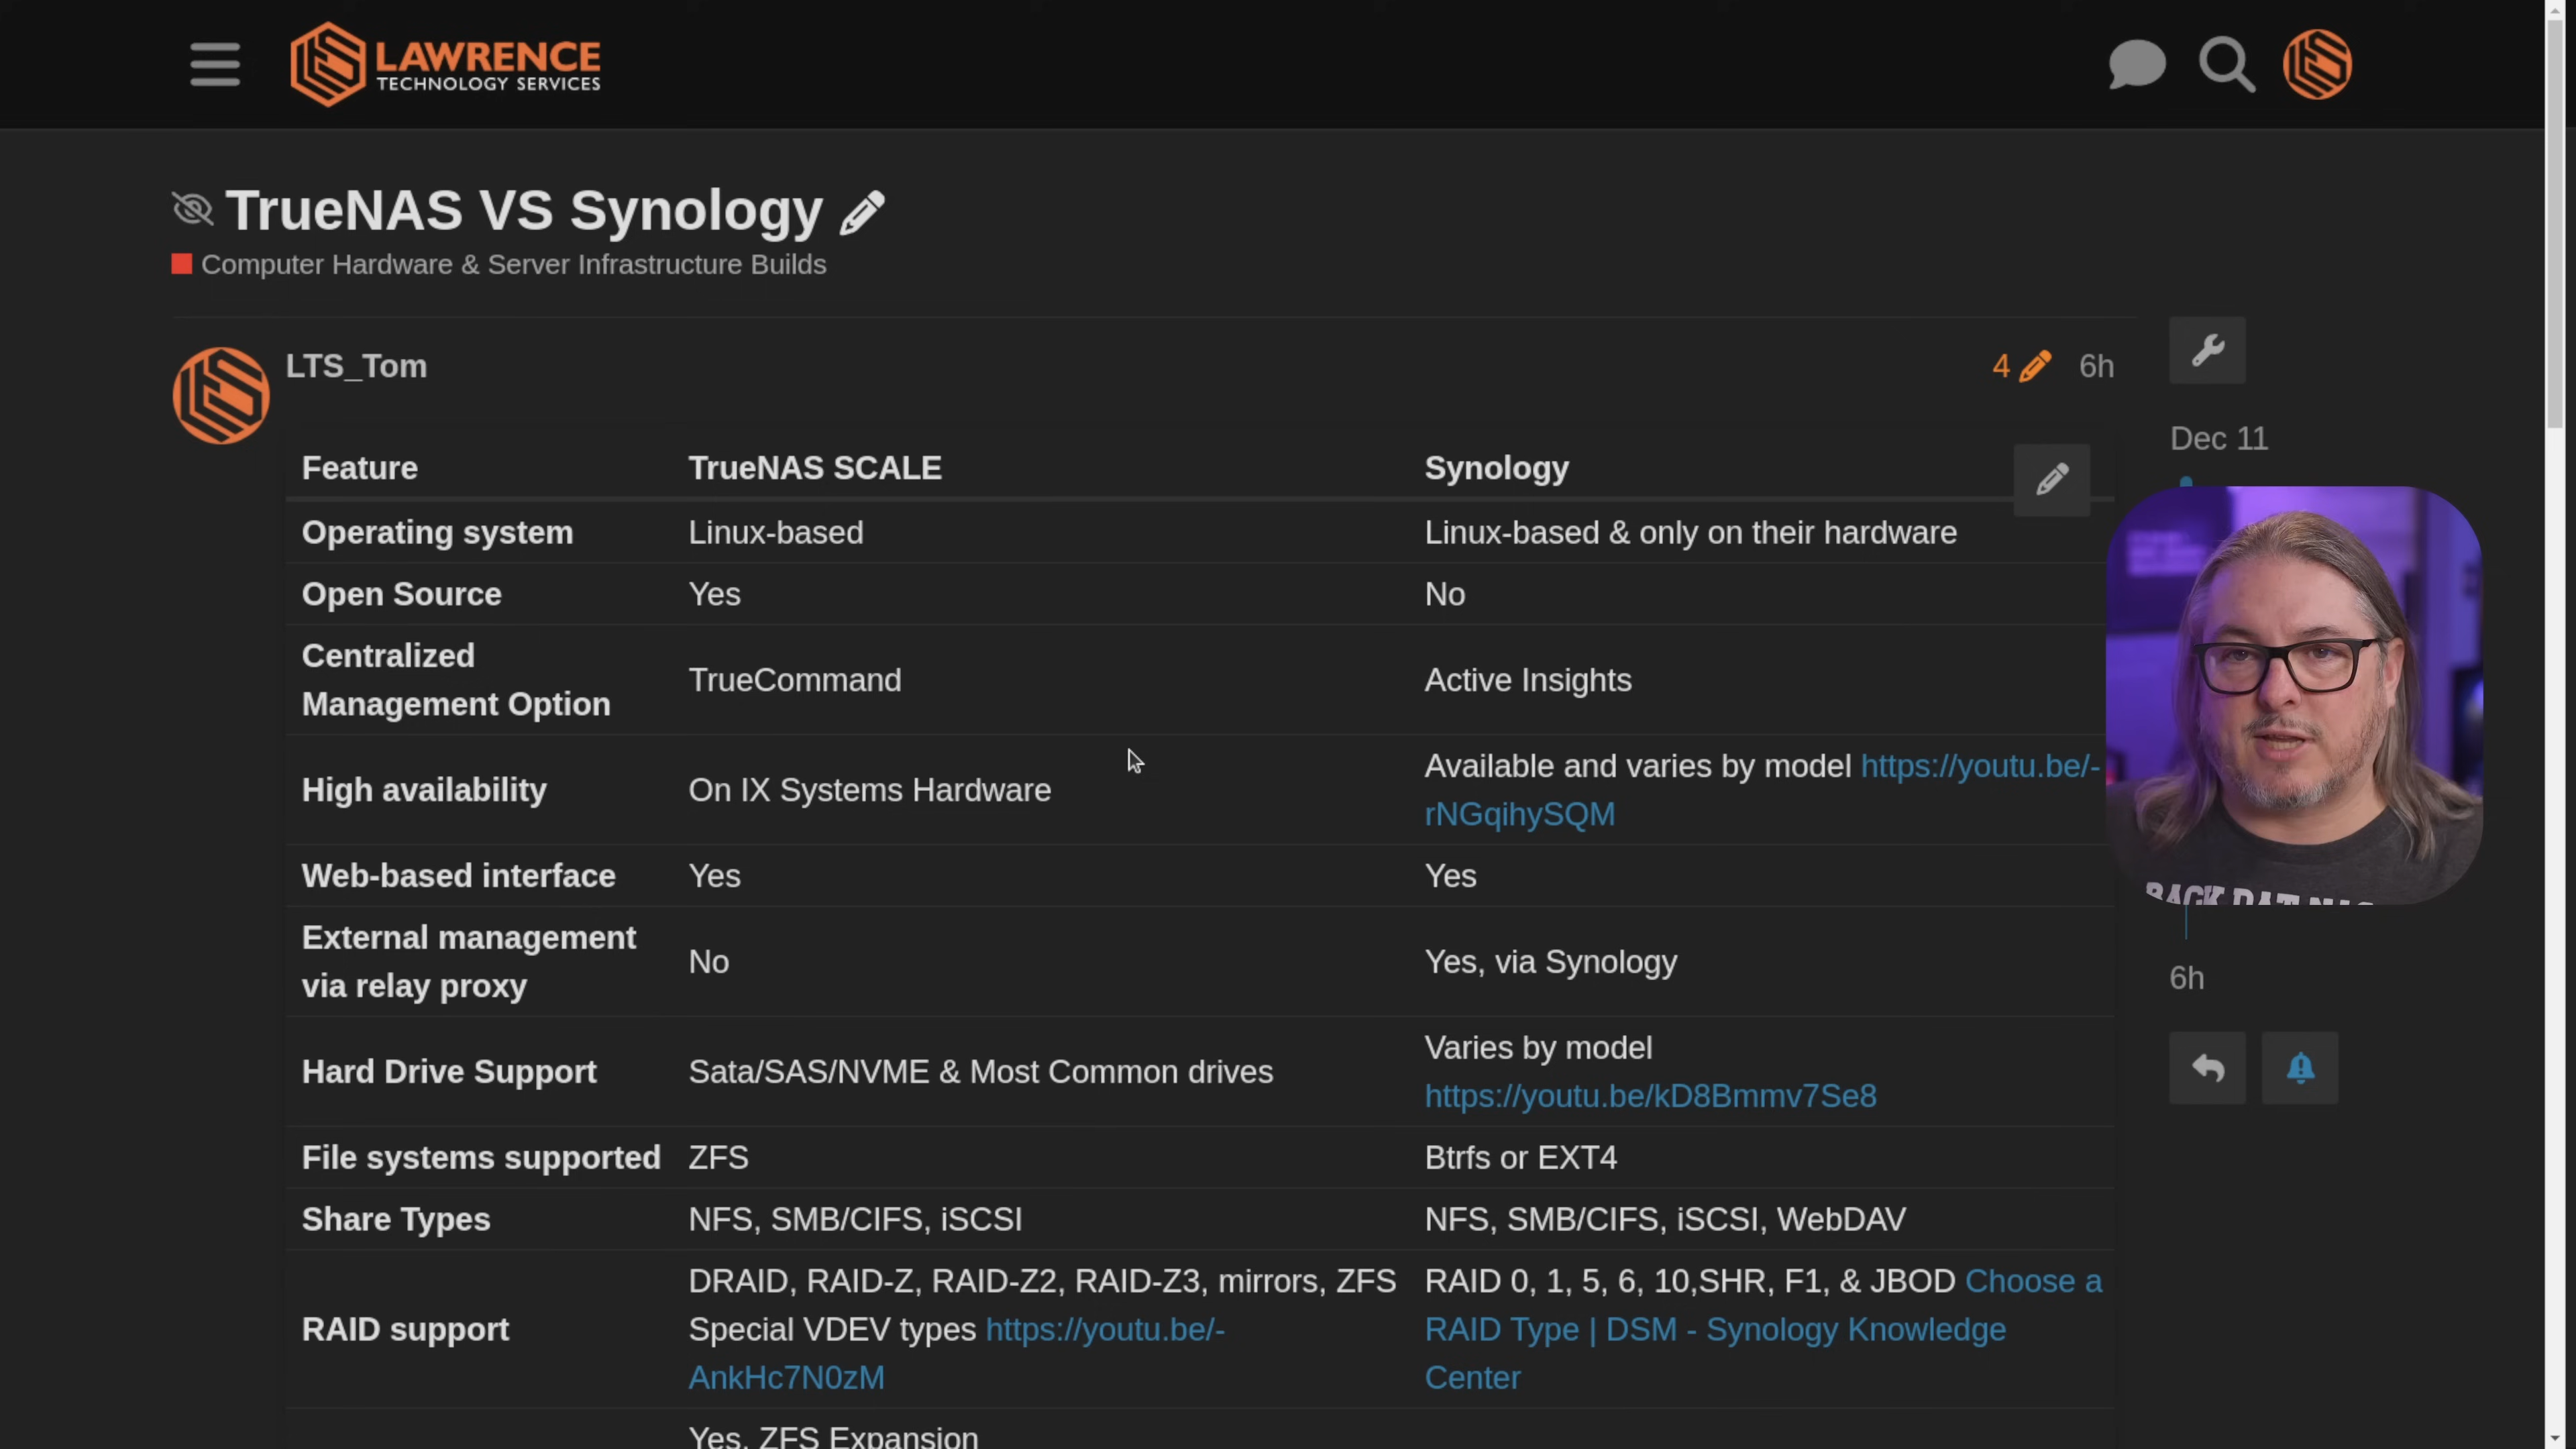 LAWRENCE
TECHNOLOGY SERVICES
TrueNAS VS Synology
Computer Hardware & Server Infrastructure Builds
LTS_Tom
4
6h
Dec 11
Feature
TrueNAS SCALE
Synology
Operating system
Linux-based
Linux-based & only on their hardware
Open Source
Yes
No
Centralized
Management Option
TrueCommand
Active Insights
High availability
On IX Systems Hardware
Available and varies by model https://youtu.be/-
rNGqihySQM
Web-based interface
Yes
Yes
External management
via relay proxy
No
Yes, via Synology
6h
Hard Drive Support
Sata/SAS/NVME & Most Common drives
Varies by model
https://youtu.be/kD8Bmmv7Se8
File systems supported
ZFS
Btrfs or EXT4
Share Types
NFS, SMB/CIFS, iSCSI
NFS, SMB/CIFS, iSCSI, WebDAV
RAID support
DRAID, RAID-Z, RAID-Z2, RAID-Z3, mirrors, ZFS
Special VDEV types https://youtu.be/-
AnkHc7N0zM
RAID 0, 1, 5, 6, 10,SHR, F1, & JBOD Choose a
RAID Type | DSM - Synology Knowledge
Center
Yes, ZFS Expansion